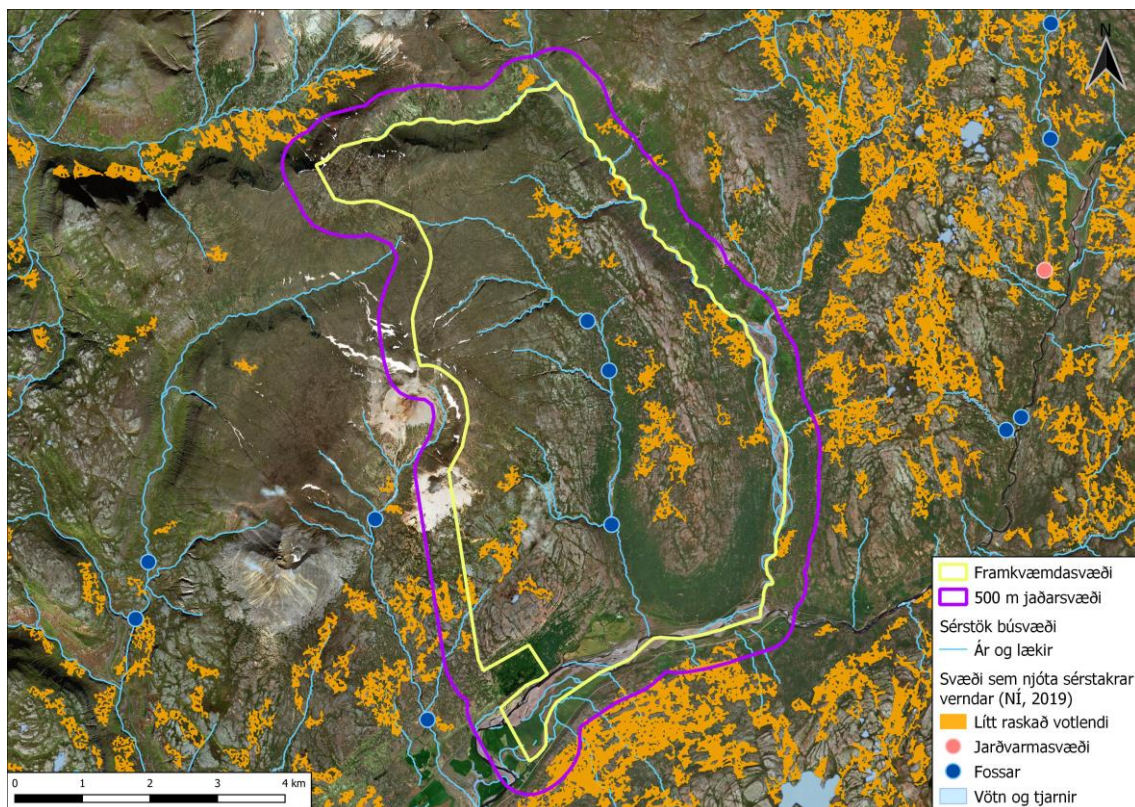 N
Framkvæmdasvæði
500 m jaðarsvæði
Sérstök búsvæði
Ár og lækir
Svæði sem njóta sérstakrar
verndar (NÍ, 2019)
Lítt raskað votlendi
Jarðvarmasvæði
Fossar
Vötn og tjarnir
0 1 2 3 4 km